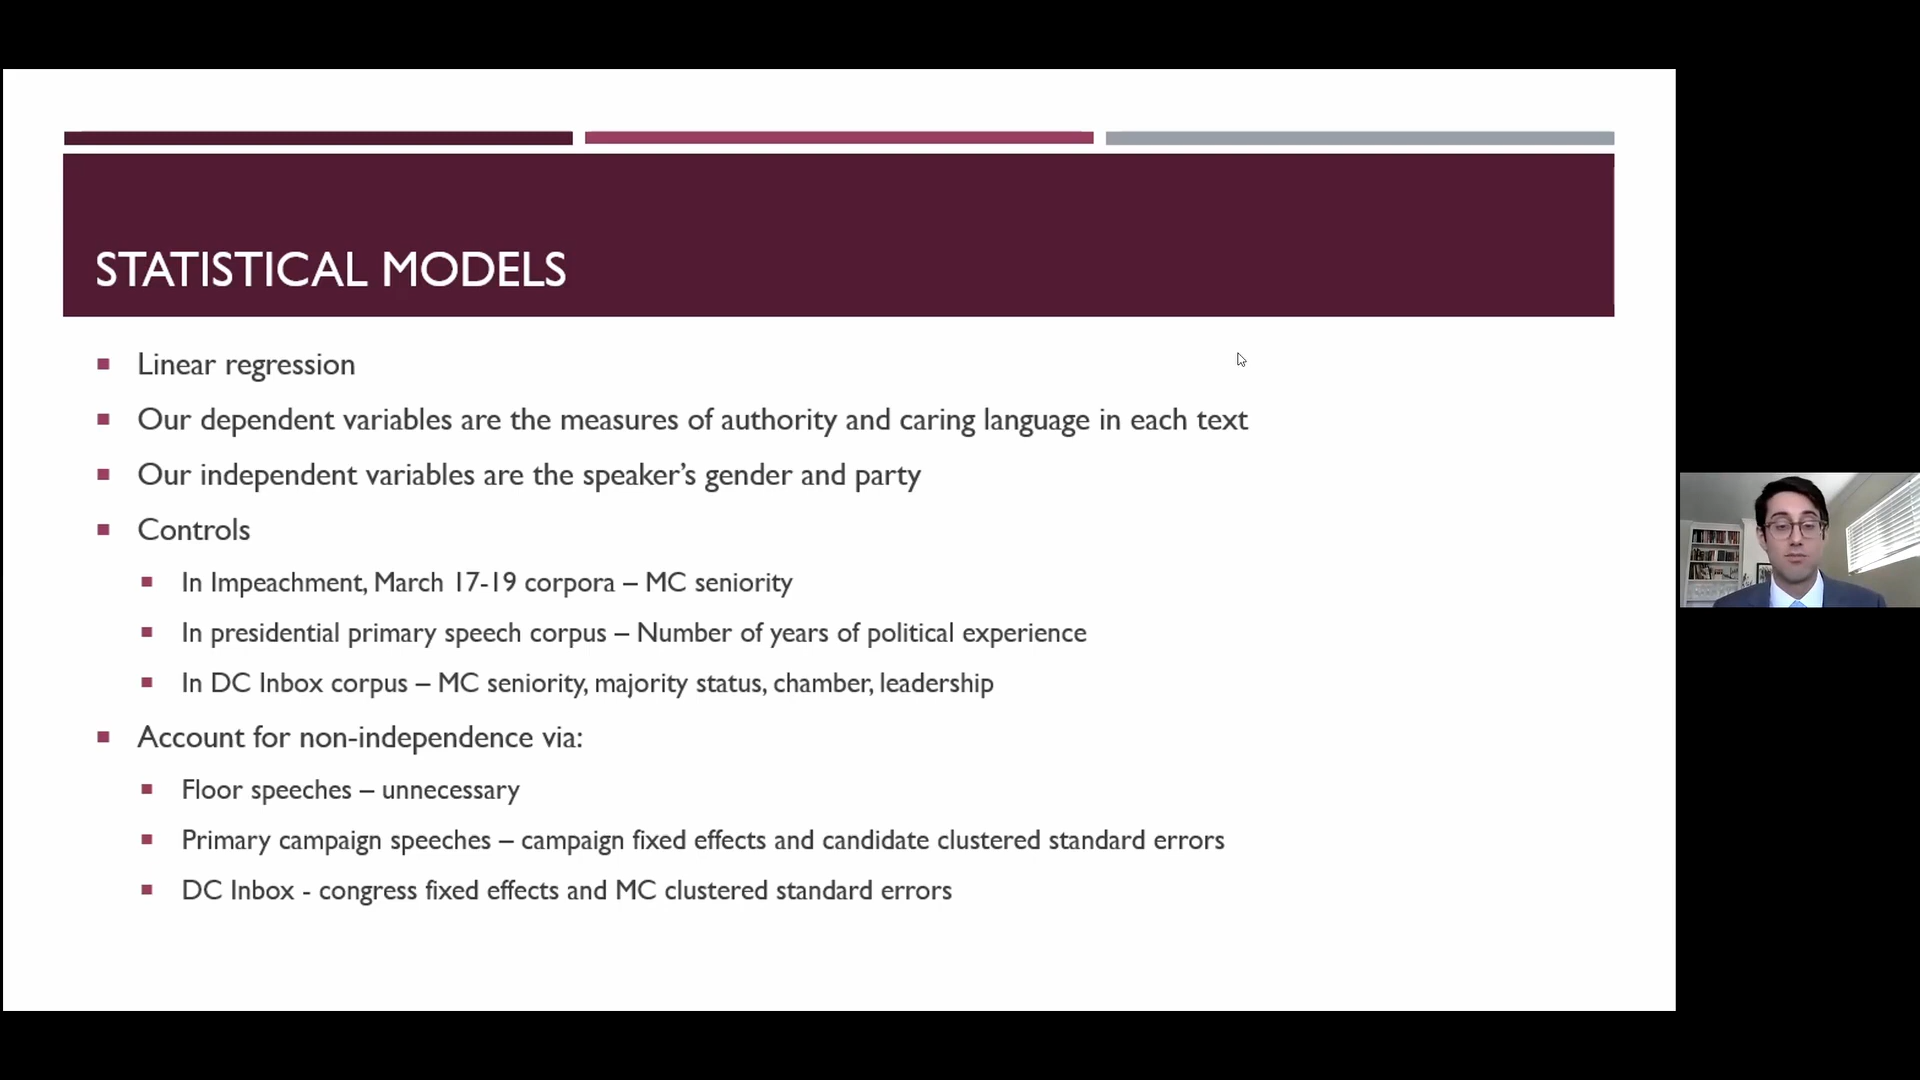 STATISTICAL MODELS
Linear regression
Our dependent variables are the measures of authority and caring language in each text
Our independent variables are the speaker's gender and party
Controls
In Impeachment, March 17-19 corpora – MC seniority
In presidential primary speech corpus – Number of years of political experience
In DC Inbox corpus – MC seniority, majority status, chamber, leadership
Account for non-independence via:
Floor speeches – unnecessary
Primary campaign speeches – campaign fixed effects and candidate clustered standard errors
DC Inbox - congress fixed effects and MC clustered standard errors